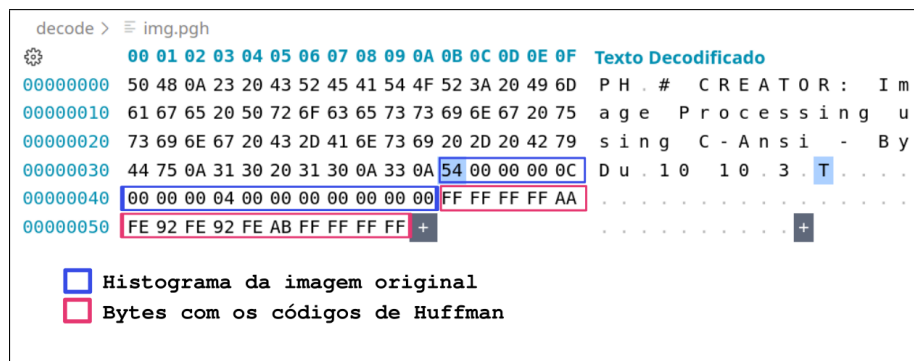 decode > img.pgh
00 01 02 03 04 05 06 07 08 09 0A 0B 0C 0D 0E 0F Texto Decodificado
00000000 50 48 0A 23 20 43 52 45 41 54 4F 52 3A 20 49 6D P H . # C R E A T O R : I m
00000010 61 67 65 20 50 72 6F 63 65 73 73 69 6E 67 20 75 a g e P r o c e s s i n g u
00000020 73 69 6E 67 20 43 2D 41 6E 73 69 20 2D 20 42 79 s i n g C - A n s i - B y
00000030 44 75 0A 31 30 20 31 30 0A 33 0A 54 00 00 00 0C D u . 1 0 1 0 . 3 . T . . . .
00000040 00 00 00 04 00 00 00 00 00 00 00 FF FF FF FF AA . . . . . . . . . . . . . . . .
00000050 FE 92 FE 92 FE AB FF FF FF FF + . . . . . . . . . . +
Histograma da imagem original
Bytes com os códigos de Huffman